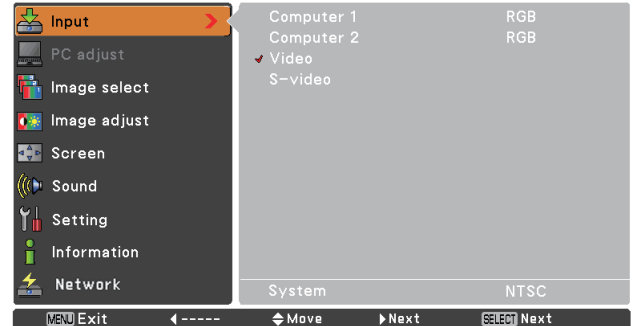 Input
PC adjust
Image select
Image adjust
Screen
Sound
Setting
Information
Network
Computer 1 RGB
Computer 2 RGB
Video
S-video
System NTSC
MENU Exit ----- Move Next SELECT Next